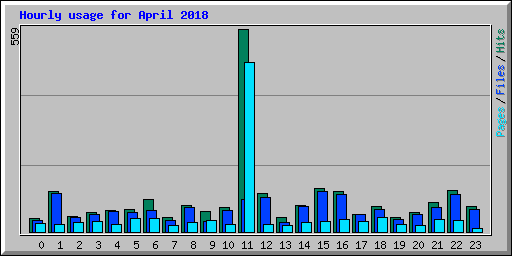 Hourly usage for April 2018
559
Pages/Files/Hits
0 1 2 3 4 5 6 7 8 9 10 11 12 13 14 15 16 17 18 19 20 21 22 23